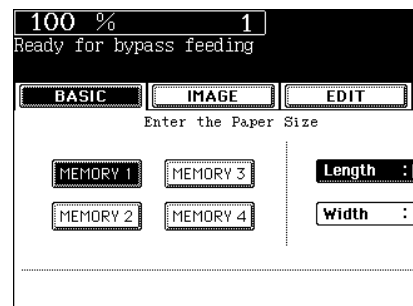 100 % 1
Ready for bypass feeding
BASIC IMAGE EDIT
Enter the Paper Size
MEMORY 1 MEMORY 3 Length :
MEMORY 2 MEMORY 4 Width :